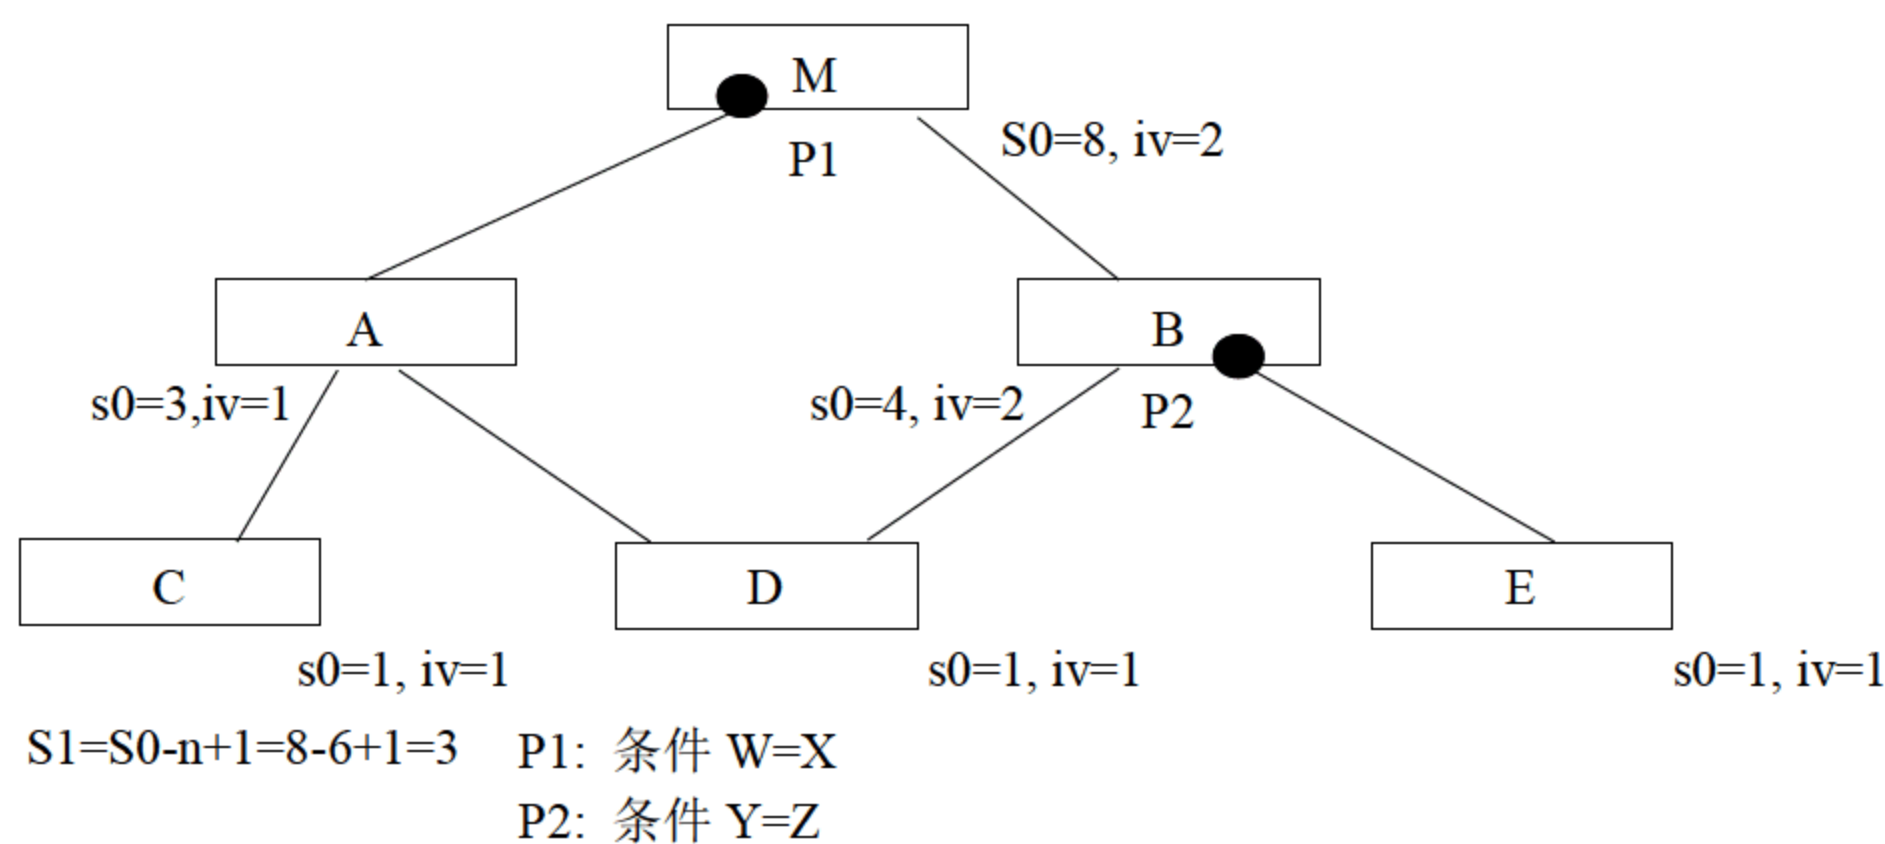 M
P1
S0=8, iv=2
A
B
s0=3,iv=1
s0=4, iv=2
P2
C
D
E
s0=1, iv=1
s0=1, iv=1
s0=1, iv=1
S1=S0-n+1=8-6+1=3
P1: 条件 W=X
P2: 条件 Y=Z